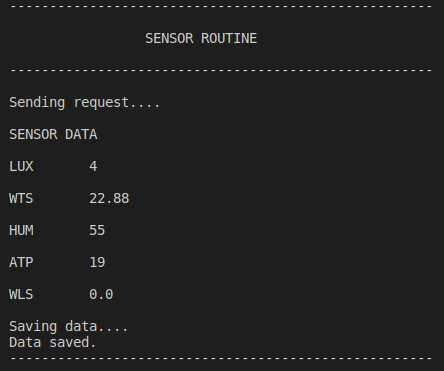 -----------------------------------------------------
SENSOR ROUTINE
-----------------------------------------------------
Sending request....
SENSOR DATA
LUX       4
WTS       22.88
HUM       55
ATP       19
WLS       0.0
Saving data....
Data saved.
-----------------------------------------------------